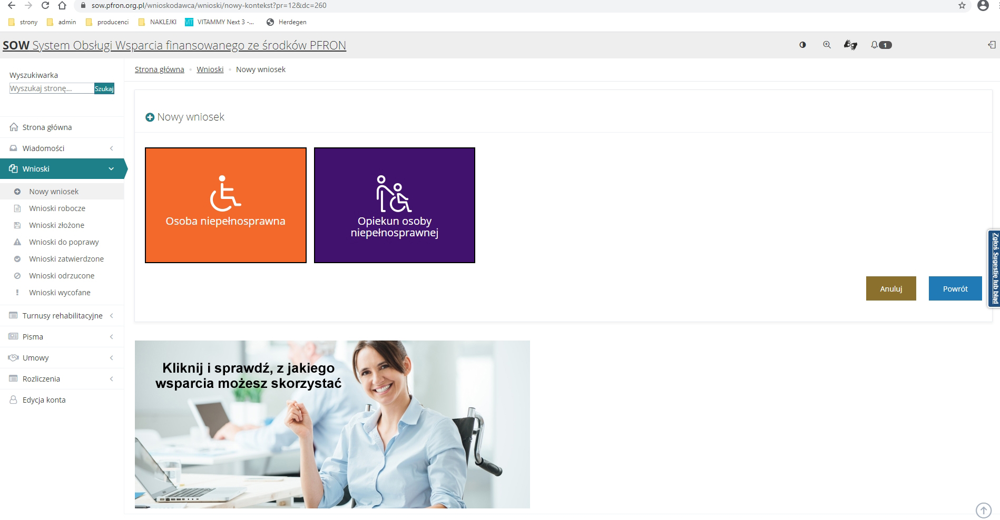 sow.pfron.org.pl/wnioskodawca/wnioski/nowy-kontekst?pr=12&dc=260
strony admin producenci NAKLEJKI VITAMMY Next 3 -... Herdegen
SOW System Obsługi Wsparcia finansowanego ze środków PFRON
1
Wyszukiwarka
Wyszukaj stronę...
Szukaj
Strona główna
Wiadomości
Wnioski
Nowy wniosek
Wnioski robocze
Wnioski złożone
Wnioski do poprawy
Wnioski zatwierdzone
Wnioski odrzucone
Wnioski wycofane
Turnusy rehabilitacyjne
Pisma
Umowy
Rozliczenia
Edycja konta
Strona główna Wnioski Nowy wniosek
Nowy wniosek
Osoba niepełnosprawna
Opiekun osoby
niepełnosprawnej
Anuluj
Powrót
Zgłoś Sugestię lub błąd
Kliknij i sprawdź, z jakiego
wsparcia możesz skorzystać